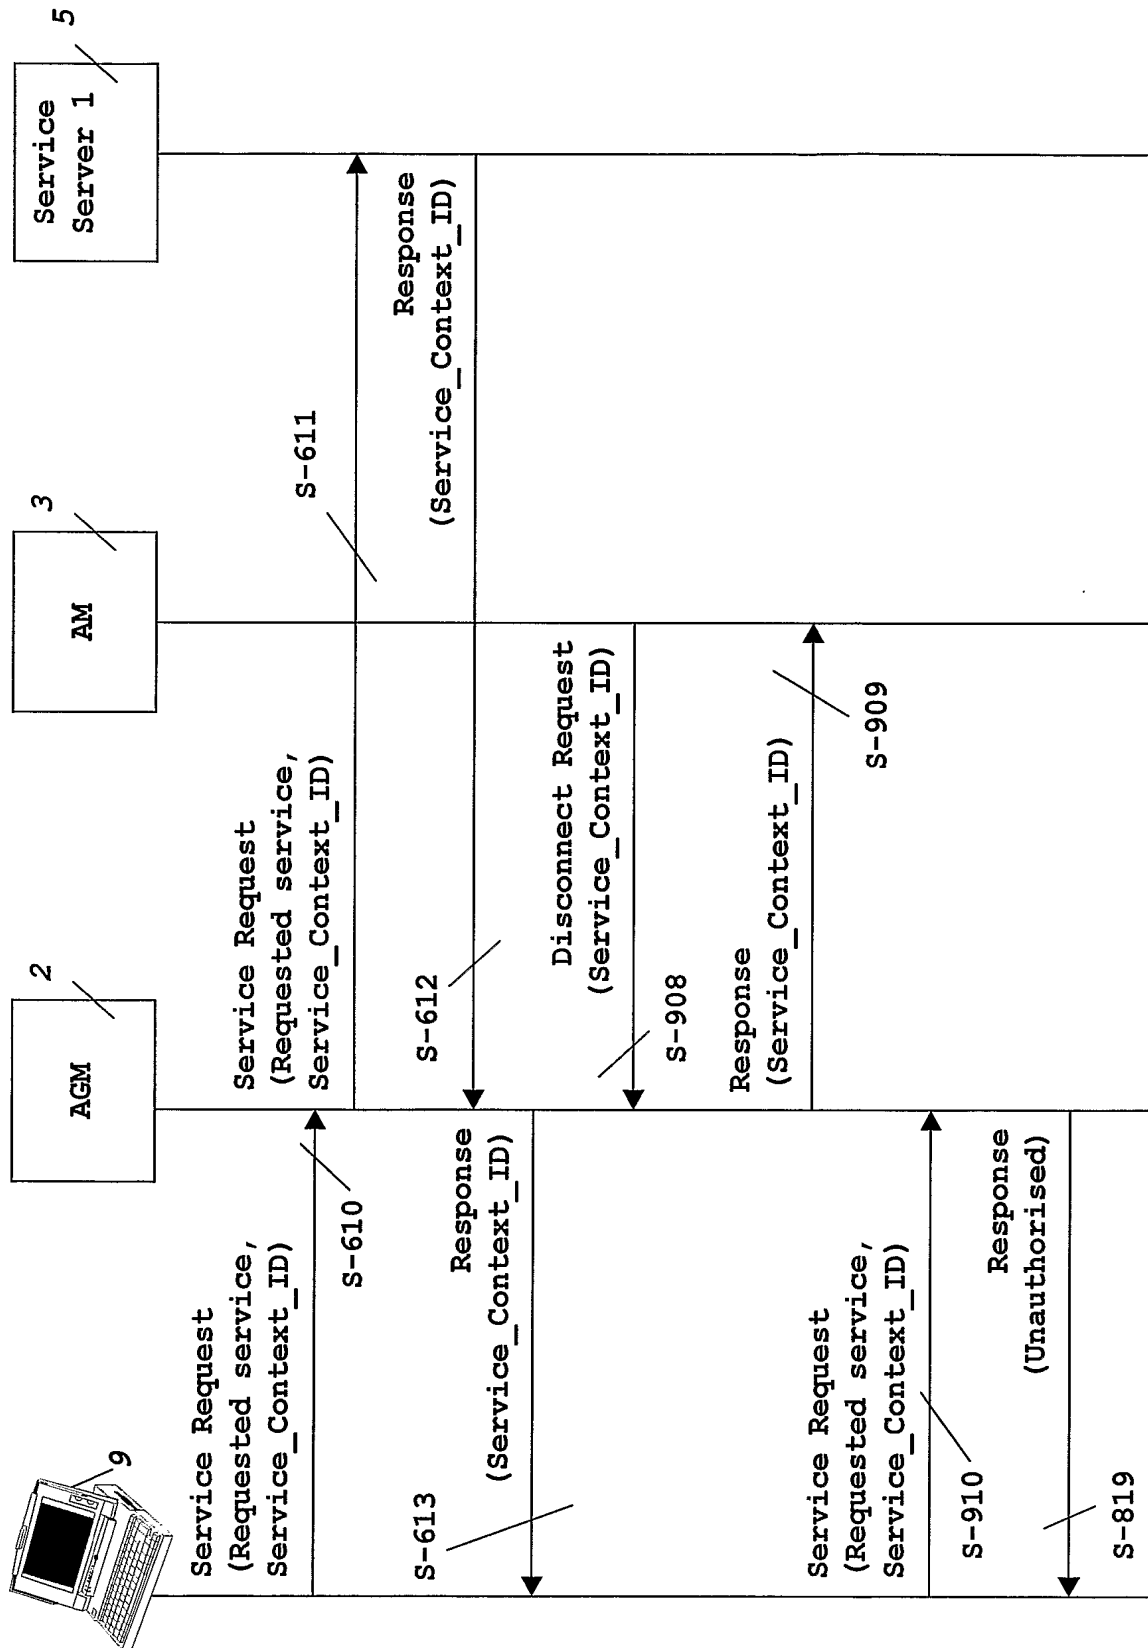 9
AGM
2
AM
3
Service
Server 1
5
Service Request
(Requested service,
Service_Context_ID)
S-610
Service Request
(Requested service,
Service_Context_ID)
S-611
Response
(Service_Context_ID)
S-612
Response
(Service_Context_ID)
S-613
Disconnect Request
(Service_Context_ID)
S-908
Response
(Service_Context_ID)
S-909
Service Request
(Requested service,
Service_Context_ID)
S-910
Response
(Unauthorised)
S-819